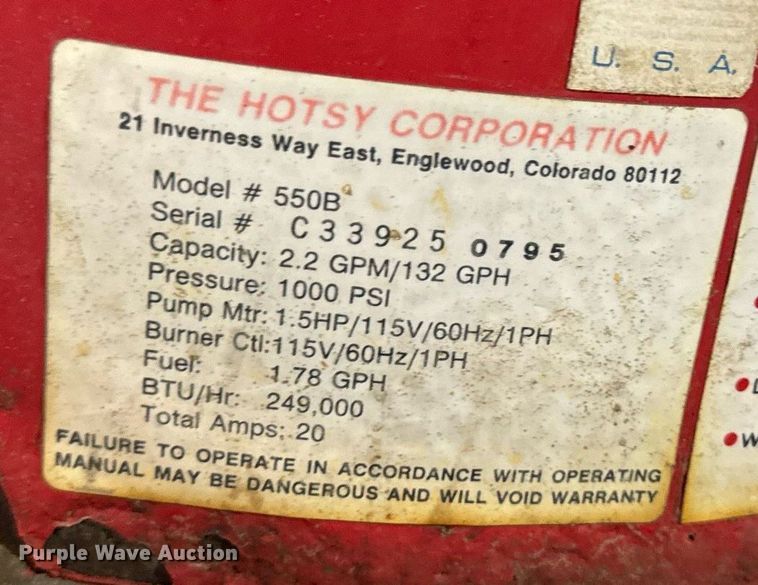 U. S. A.
THE HOTSY CORPORATION
21 Inverness Way East, Englewood, Colorado 80112
Model # 550B
Serial # C33925 0795
Capacity: 2.2 GPM/132 GPH
Pressure: 1000 PSI
Pump Mtr: 1.5HP/115V/60Hz/1PH
Burner Ctl:115V/60Hz/1PH
Fuel: 1.78 GPH
BTU/Hr: 249,000
Total Amps: 20
FAILURE TO OPERATE IN ACCORDANCE WITH OPERATING
MANUAL MAY BE DANGEROUS AND WILL VOID WARRANTY
Purple Wave Auction